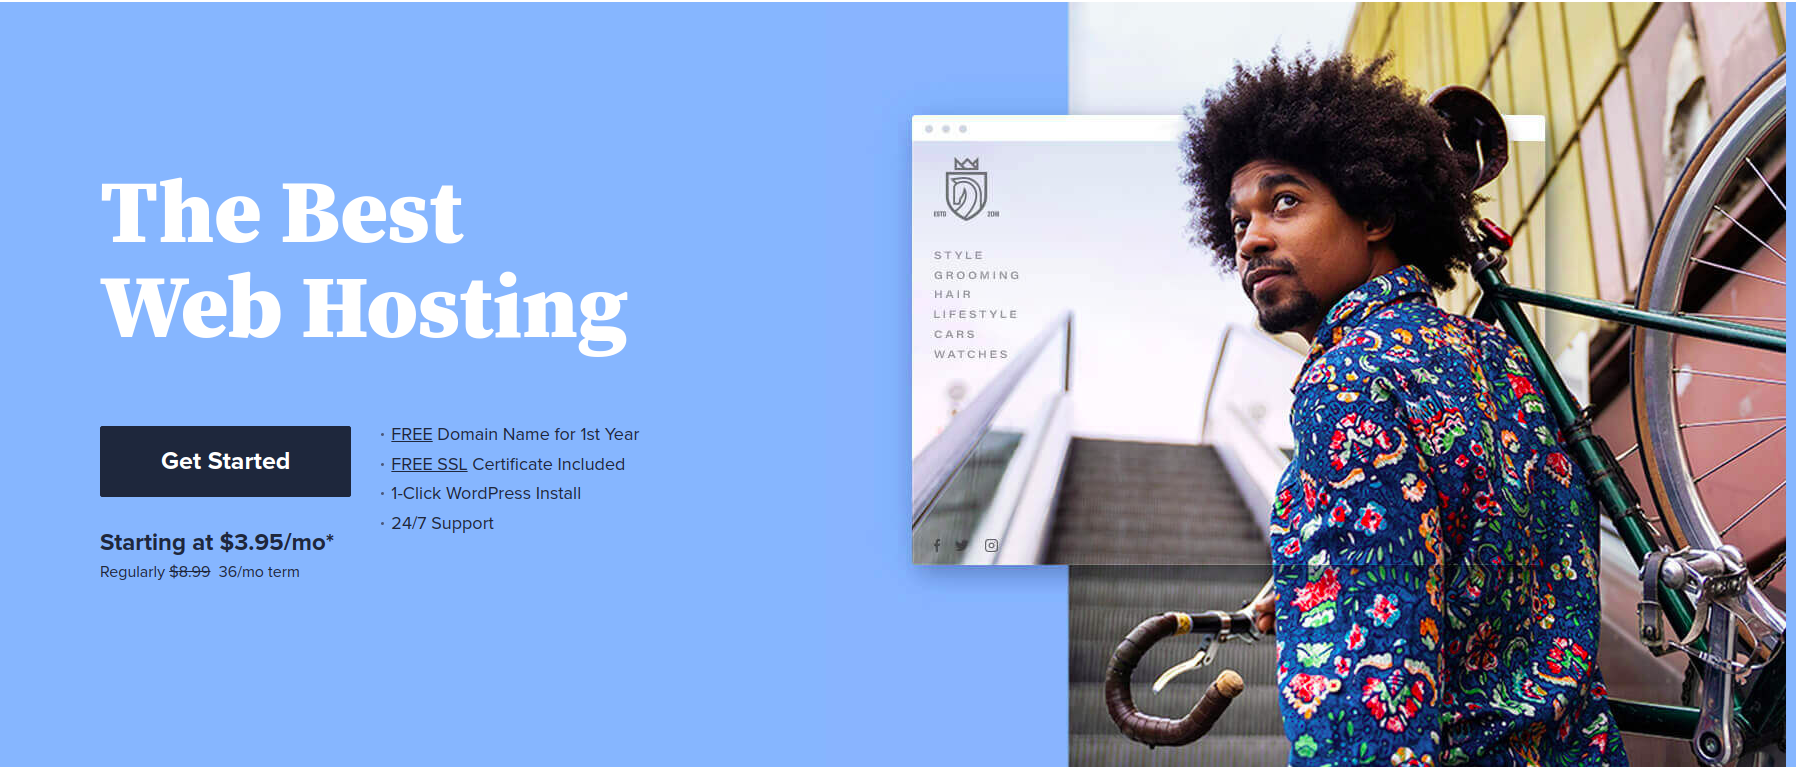 The Best
Web Hosting
Get Started
Starting at $3.95/mo*
Regularly $8.99 36/mo term
· FREE Domain Name for 1st Year
· FREE SSL Certificate Included
· 1-Click WordPress Install
· 24/7 Support
ESTD 2018
STYLE
GROOMING
HAIR
LIFESTYLE
CARS
WATCHES